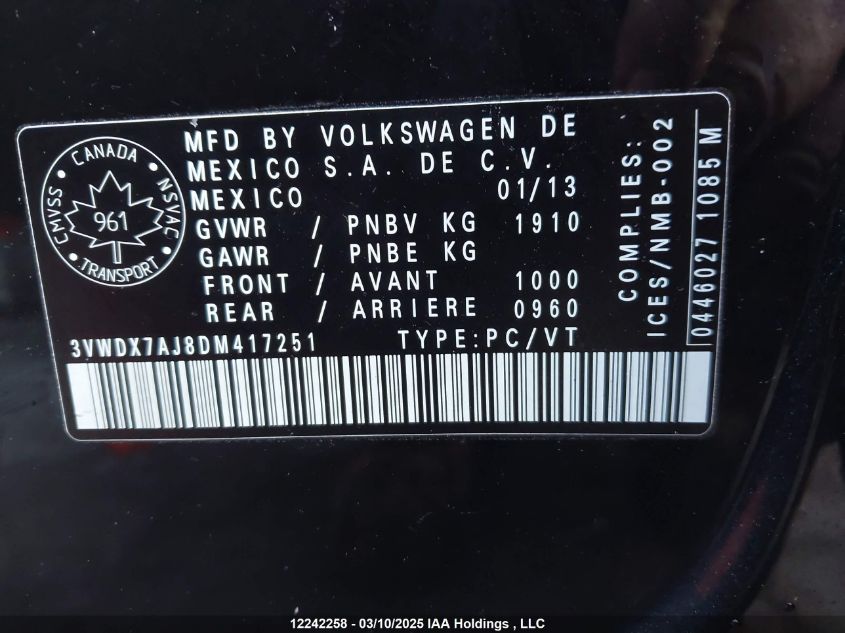 MFD BY VOLKSWAGEN DE
MEXICO S.A. DE C.V.
MEXICO 01/13
GVWR / PNBV KG 1910
GAWR / PNBE KG
FRONT / AVANT 1000
REAR / ARRIERE 0960
3VWDX7AJ8DM417251 TYPE:PC/VT
CANADA
CMVSS
NSVAC
961
TRANSPORT
COMPLIES:
ICES/NMB-002
0446027 1085 M
12242258 - 03/10/2025 IAA Holdings , LLC